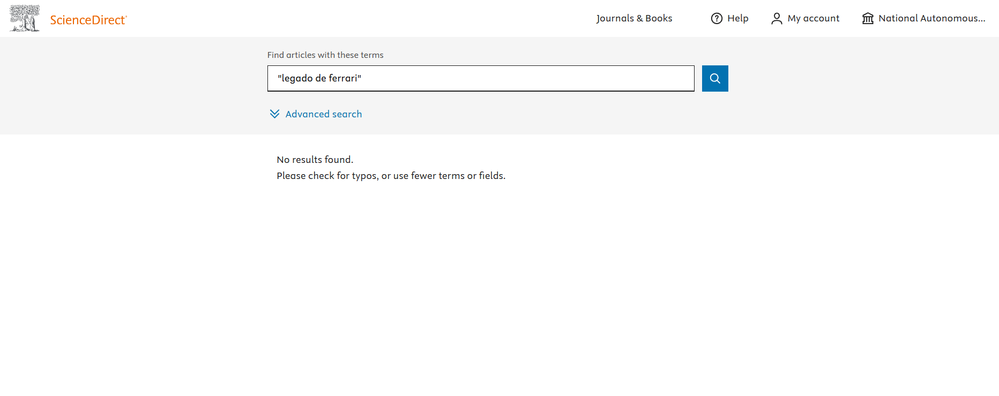 ScienceDirect
Journals & Books
Help
My account
National Autonomous...
Find articles with these terms
"legado de ferrari"
Advanced search
No results found.
Please check for typos, or use fewer terms or fields.